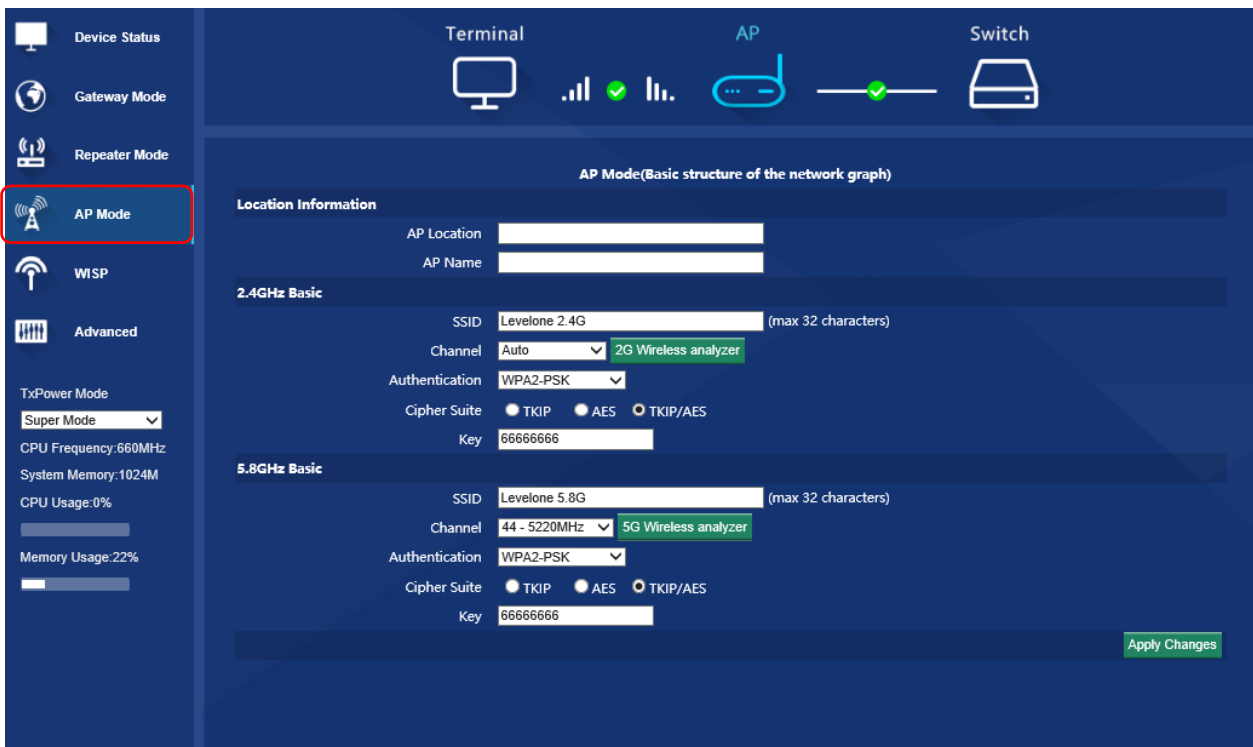 Device Status
Gateway Mode
Repeater Mode
AP Mode
WISP
Advanced
TxPower Mode
Super Mode
CPU Frequency:660MHz
System Memory:1024M
CPU Usage:0%
Memory Usage:22%
Terminal AP Switch
AP Mode(Basic structure of the network graph)
Location Information
AP Location
AP Name
2.4GHz Basic
SSID Levelone 2.4G (max 32 characters)
Channel Auto 2G Wireless analyzer
Authentication WPA2-PSK
Cipher Suite TKIP AES TKIP/AES
Key 66666666
5.8GHz Basic
SSID Levelone 5.8G (max 32 characters)
Channel 44 - 5220MHz 5G Wireless analyzer
Authentication WPA2-PSK
Cipher Suite TKIP AES TKIP/AES
Key 66666666
Apply Changes